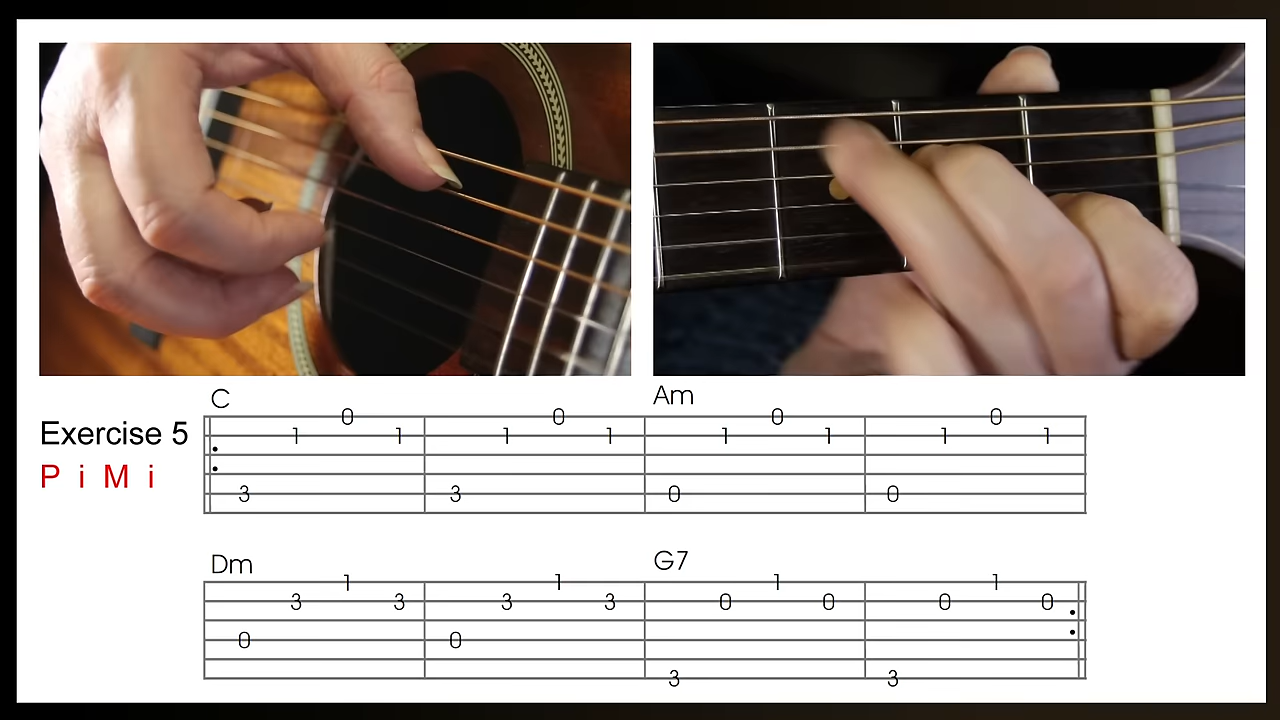 C Am
0 0 0 0
Exercise 5 1 1 1 1 1 1 1 1
P i M i
3 3 0 0
Dm G7
1 1 1 1
3 3 3 3 0 0 0 0
0 0
3 3